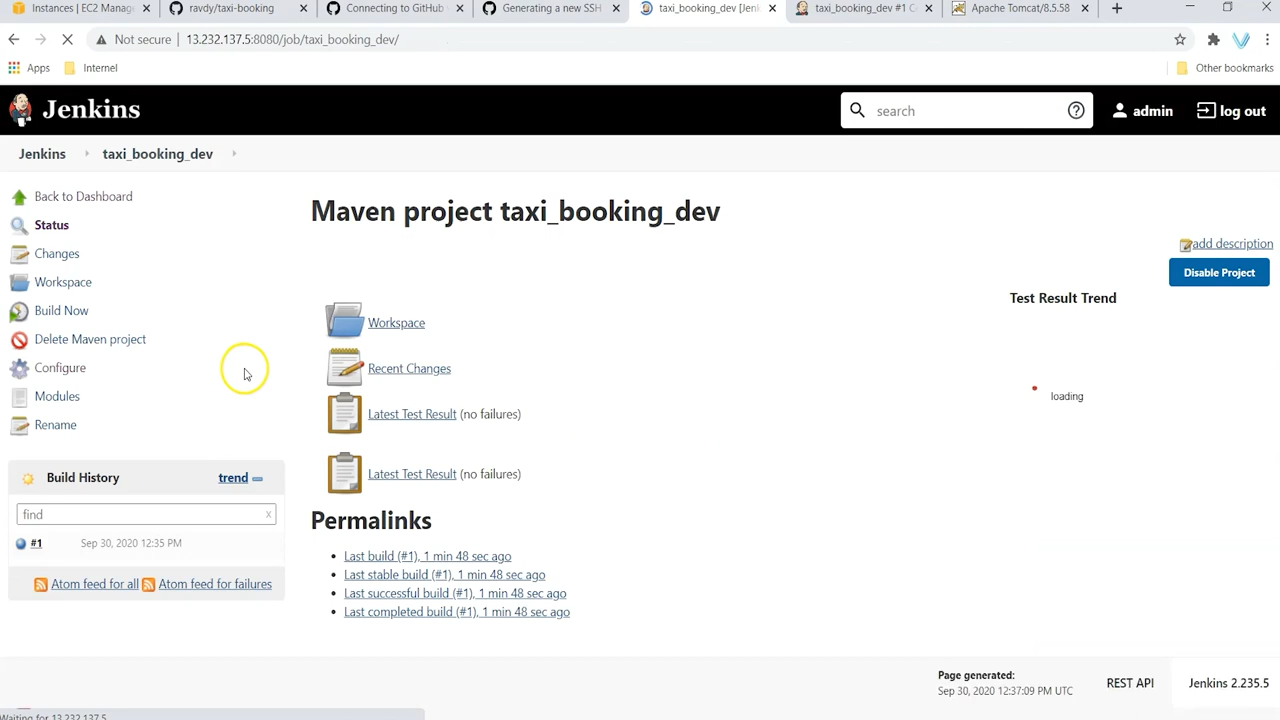 Instances | EC2 Manage
ravdy/taxi-booking
Connecting to GitHub
Generating a new SSH
taxi_booking_dev [Jenk
taxi_booking_dev #1 C
Apache Tomcat/8.5.58
Not secure
13.232.137.5:8080/job/taxi_booking_dev/
Apps
Internet
Other bookmarks
Jenkins
search
admin
log out
Jenkins
taxi_booking_dev
Back to Dashboard
Status
Changes
Workspace
Build Now
Delete Maven project
Configure
Modules
Rename
Build History
trend
find
x
#1
Sep 30, 2020 12:35 PM
Atom feed for all
Atom feed for failures
Maven project taxi_booking_dev
add description
Disable Project
Workspace
Recent Changes
Latest Test Result (no failures)
Latest Test Result (no failures)
Test Result Trend
loading
Permalinks
Last build (#1), 1 min 48 sec ago
Last stable build (#1), 1 min 48 sec ago
Last successful build (#1), 1 min 48 sec ago
Last completed build (#1), 1 min 48 sec ago
Page generated:
Sep 30, 2020 12:37:09 PM UTC
REST API
Jenkins 2.235.5
Waiting for 13.232.137.5